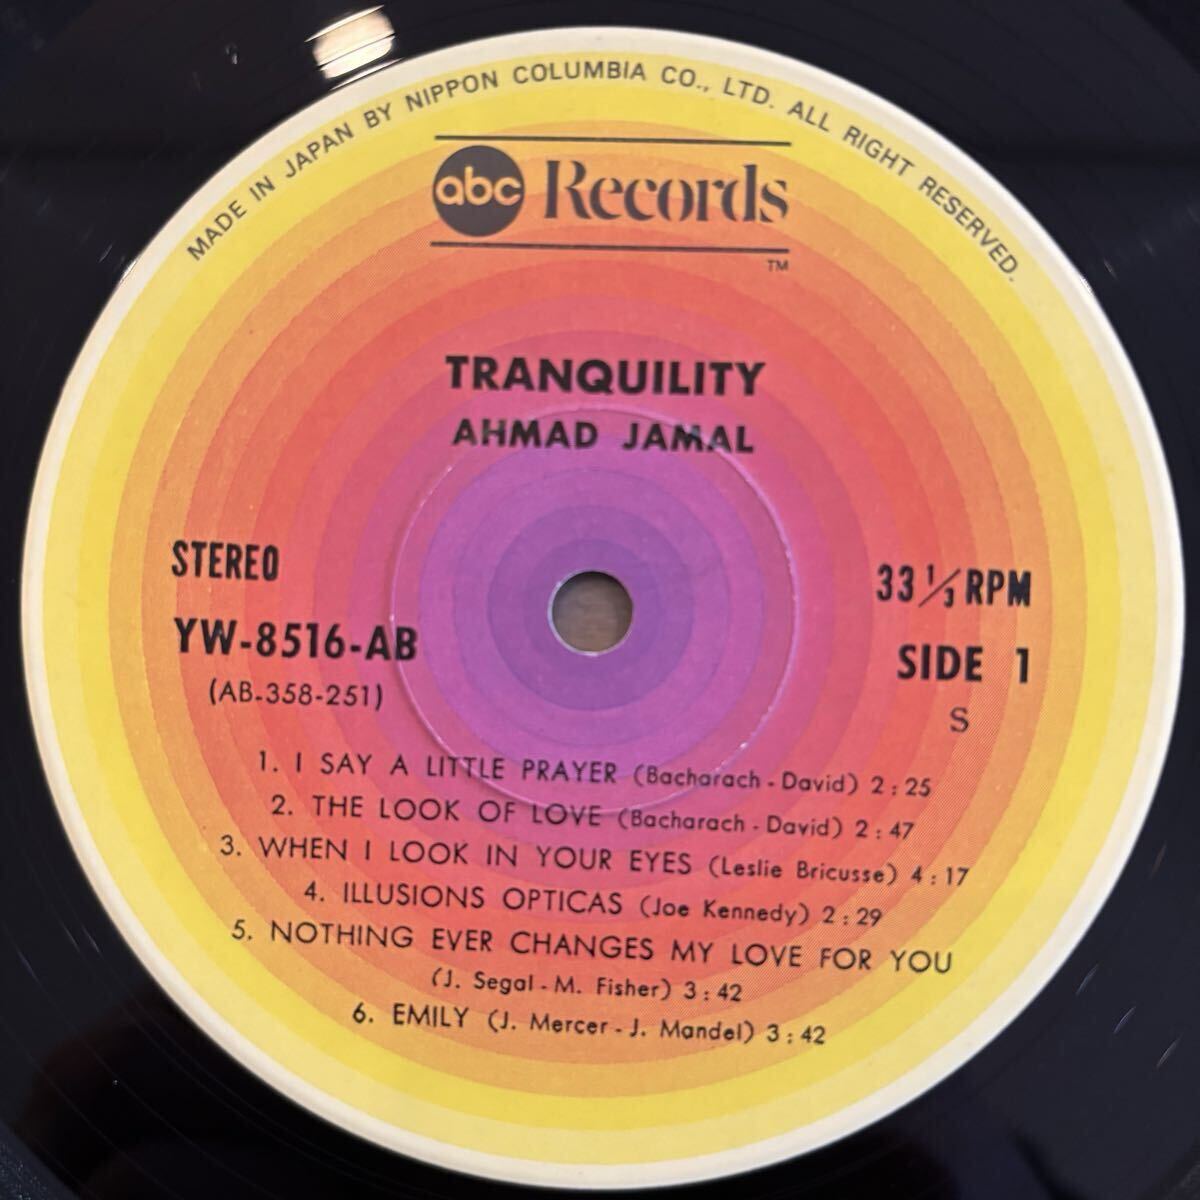 MADE IN JAPAN BY NIPPON COLUMBIA CO., LTD. ALL RIGHT RESERVED.
abc Records
TM
TRANQUILITY
AHMAD JAMAL
STEREO
33 1/3 RPM
YW-8516-AB
SIDE 1
(AB-358-251)
S
1. I SAY A LITTLE PRAYER (Bacharach - David) 2 : 25
2. THE LOOK OF LOVE (Bacharach - David) 2 : 47
3. WHEN I LOOK IN YOUR EYES (Leslie Bricusse) 4 : 17
4. ILLUSIONS OPTICAS (Joe Kennedy) 2 : 29
5. NOTHING EVER CHANGES MY LOVE FOR YOU
(J. Segal - M. Fisher) 3 : 42
6. EMILY (J. Mercer - J. Mandel) 3 : 42